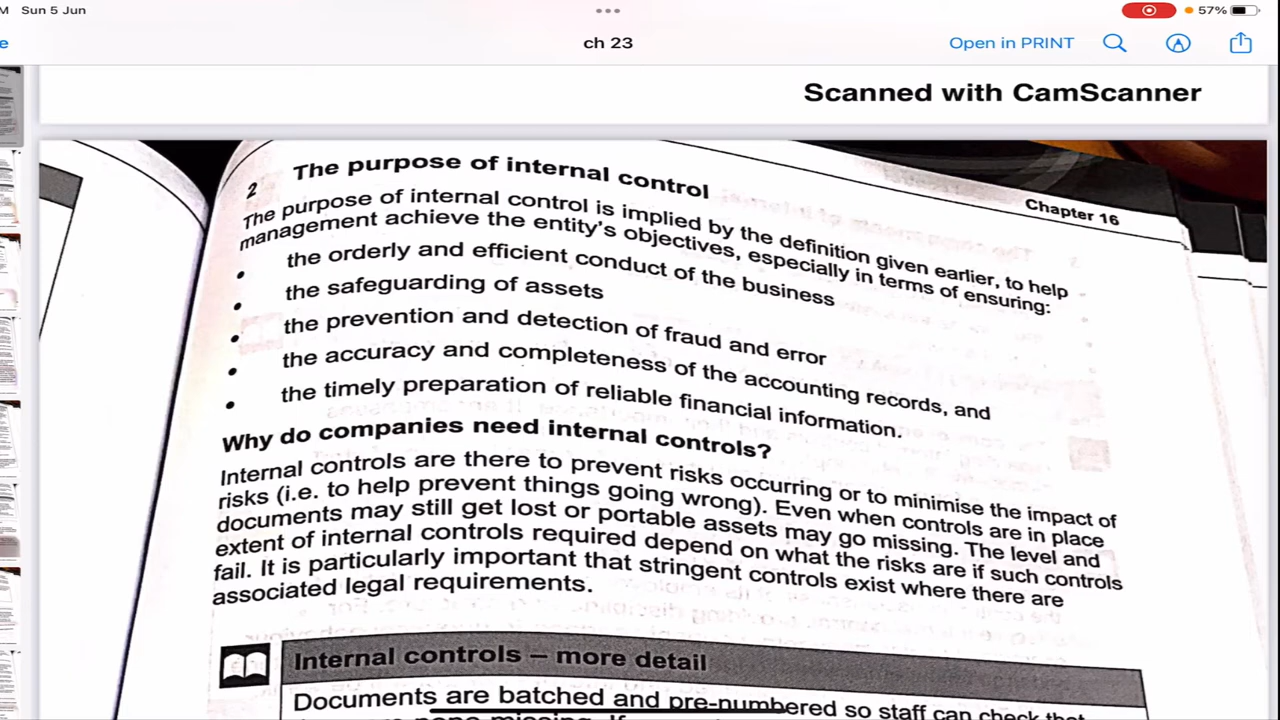 M Sun 5 Jun
57%
e
ch 23
Open in PRINT
Scanned with CamScanner
Chapter 16
2 The purpose of internal control
The purpose of internal control is implied by the definition given earlier, to help
management achieve the entity's objectives, especially in terms of ensuring:
• the orderly and efficient conduct of the business
• the safeguarding of assets
• the prevention and detection of fraud and error
• the accuracy and completeness of the accounting records, and
• the timely preparation of reliable financial information.
Why do companies need internal controls?
Internal controls are there to prevent risks occurring or to minimise the impact of
risks (i.e. to help prevent things going wrong). Even when controls are in place
documents may still get lost or portable assets may go missing. The level and
extent of internal controls required depend on what the risks are if such controls
fail. It is particularly important that stringent controls exist where there are
associated legal requirements.
Internal controls – more detail
Documents are batched and pre-numbered so staff can check that
none missing. If